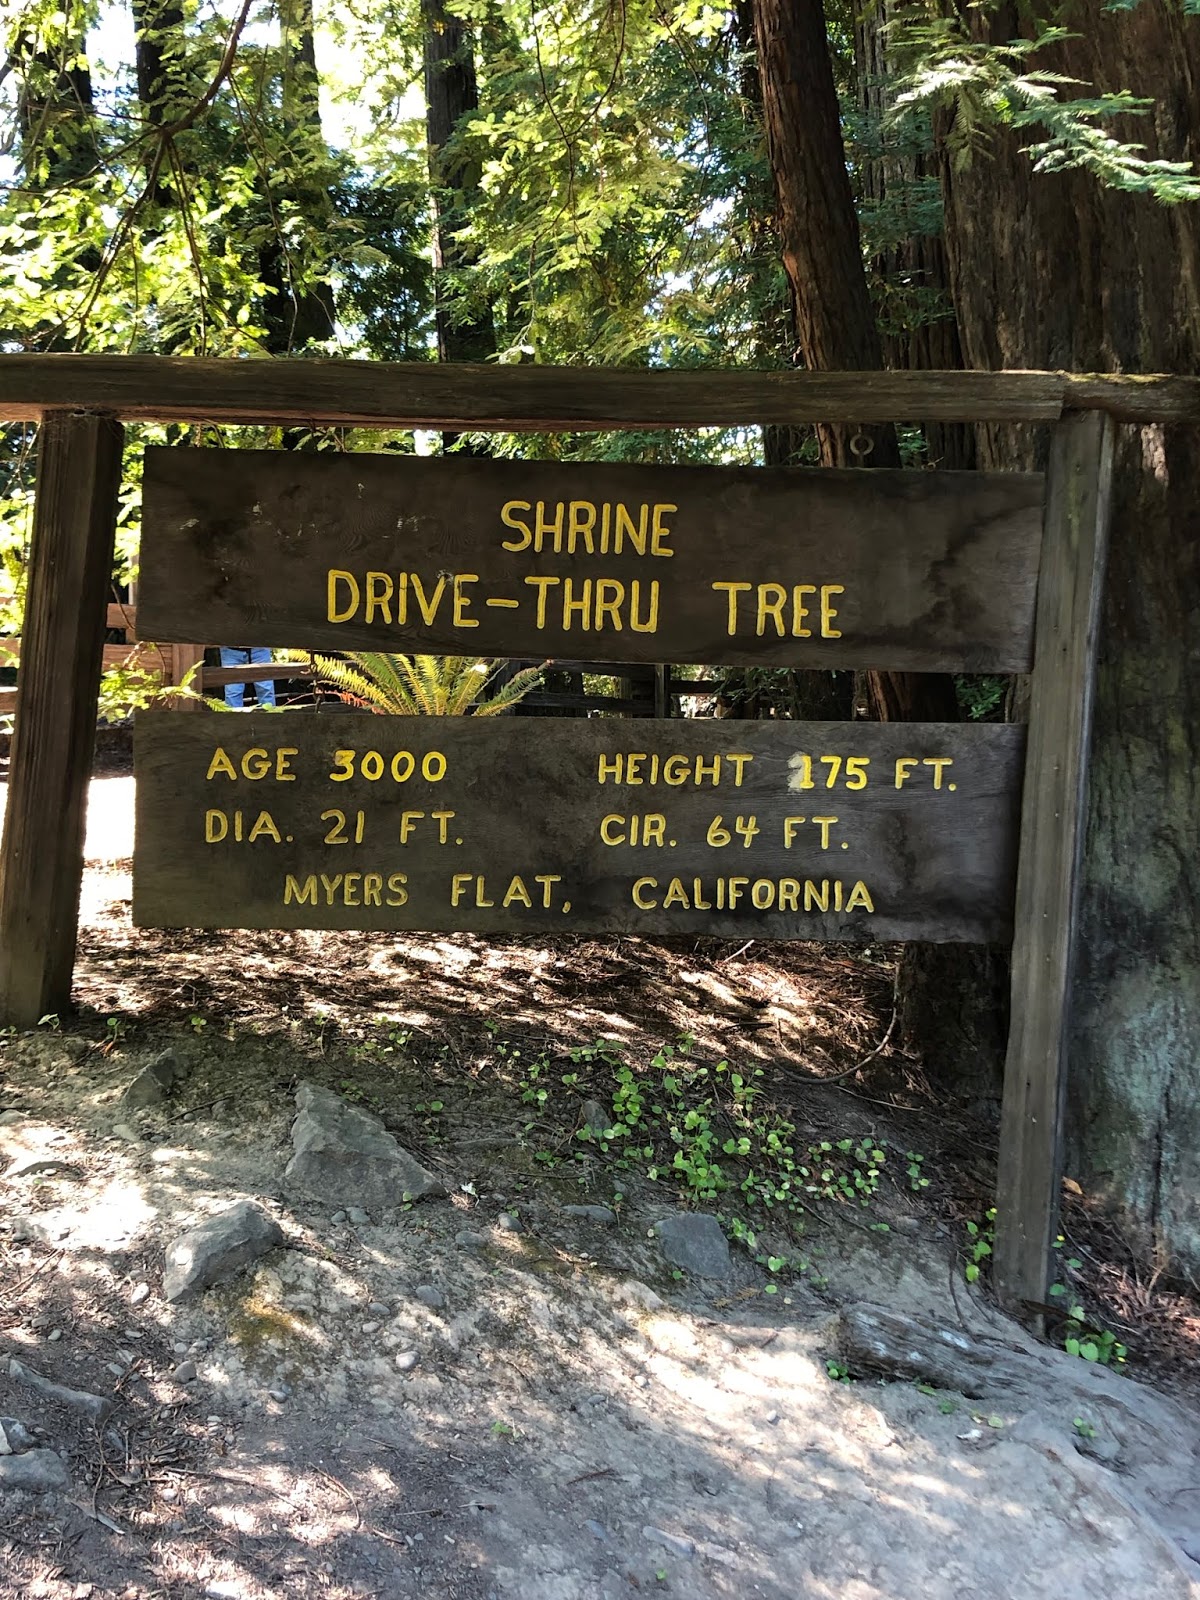 SHRINE
DRIVE-THRU TREE
AGE 3000 HEIGHT 175 FT.
DIA. 21 FT. CIR. 64 FT.
MYERS FLAT, CALIFORNIA